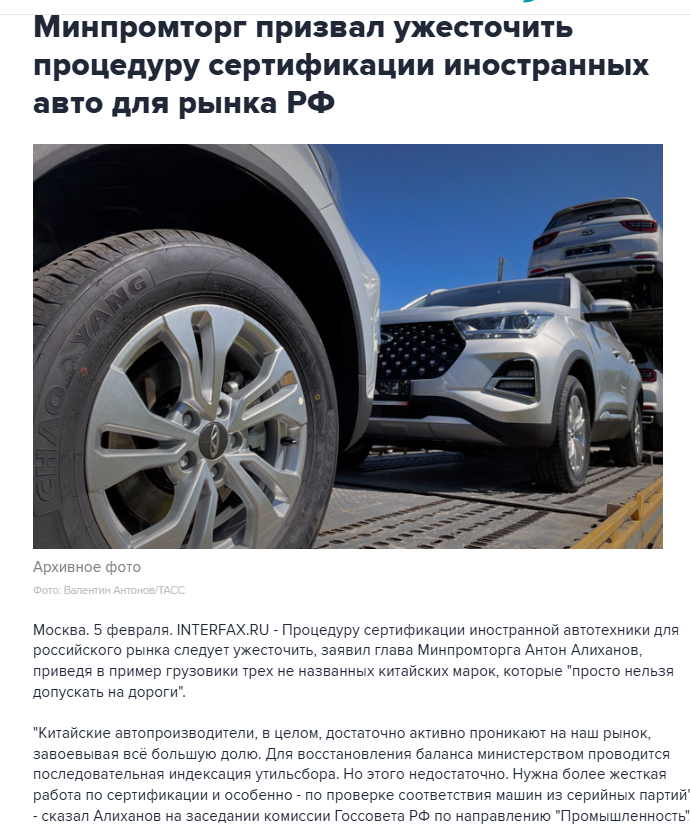 Минпромторг призвал ужесточить
процедуру сертификации иностранных
авто для рынка РФ
CHAO YANG
Архивное фото
Фото: Валентин Антонов/ТАСС
Москва. 5 февраля. INTERFAX.RU - Процедуру сертификации иностранной автотехники для
российского рынка следует ужесточить, заявил глава Минпромторга Антон Алиханов,
приведя в пример грузовики трех не названных китайских марок, которые "просто нельзя
допускать на дороги".
"Китайские автопроизводители, в целом, достаточно активно проникают на наш рынок,
завоевывая всё большую долю. Для восстановления баланса министерством проводится
последовательная индексация утильсбора. Но этого недостаточно. Нужна более жесткая
работа по сертификации и особенно - по проверке соответствия машин из серийных партий"
- сказал Алиханов на заседании комиссии Госсовета РФ по направлению "Промышленность".